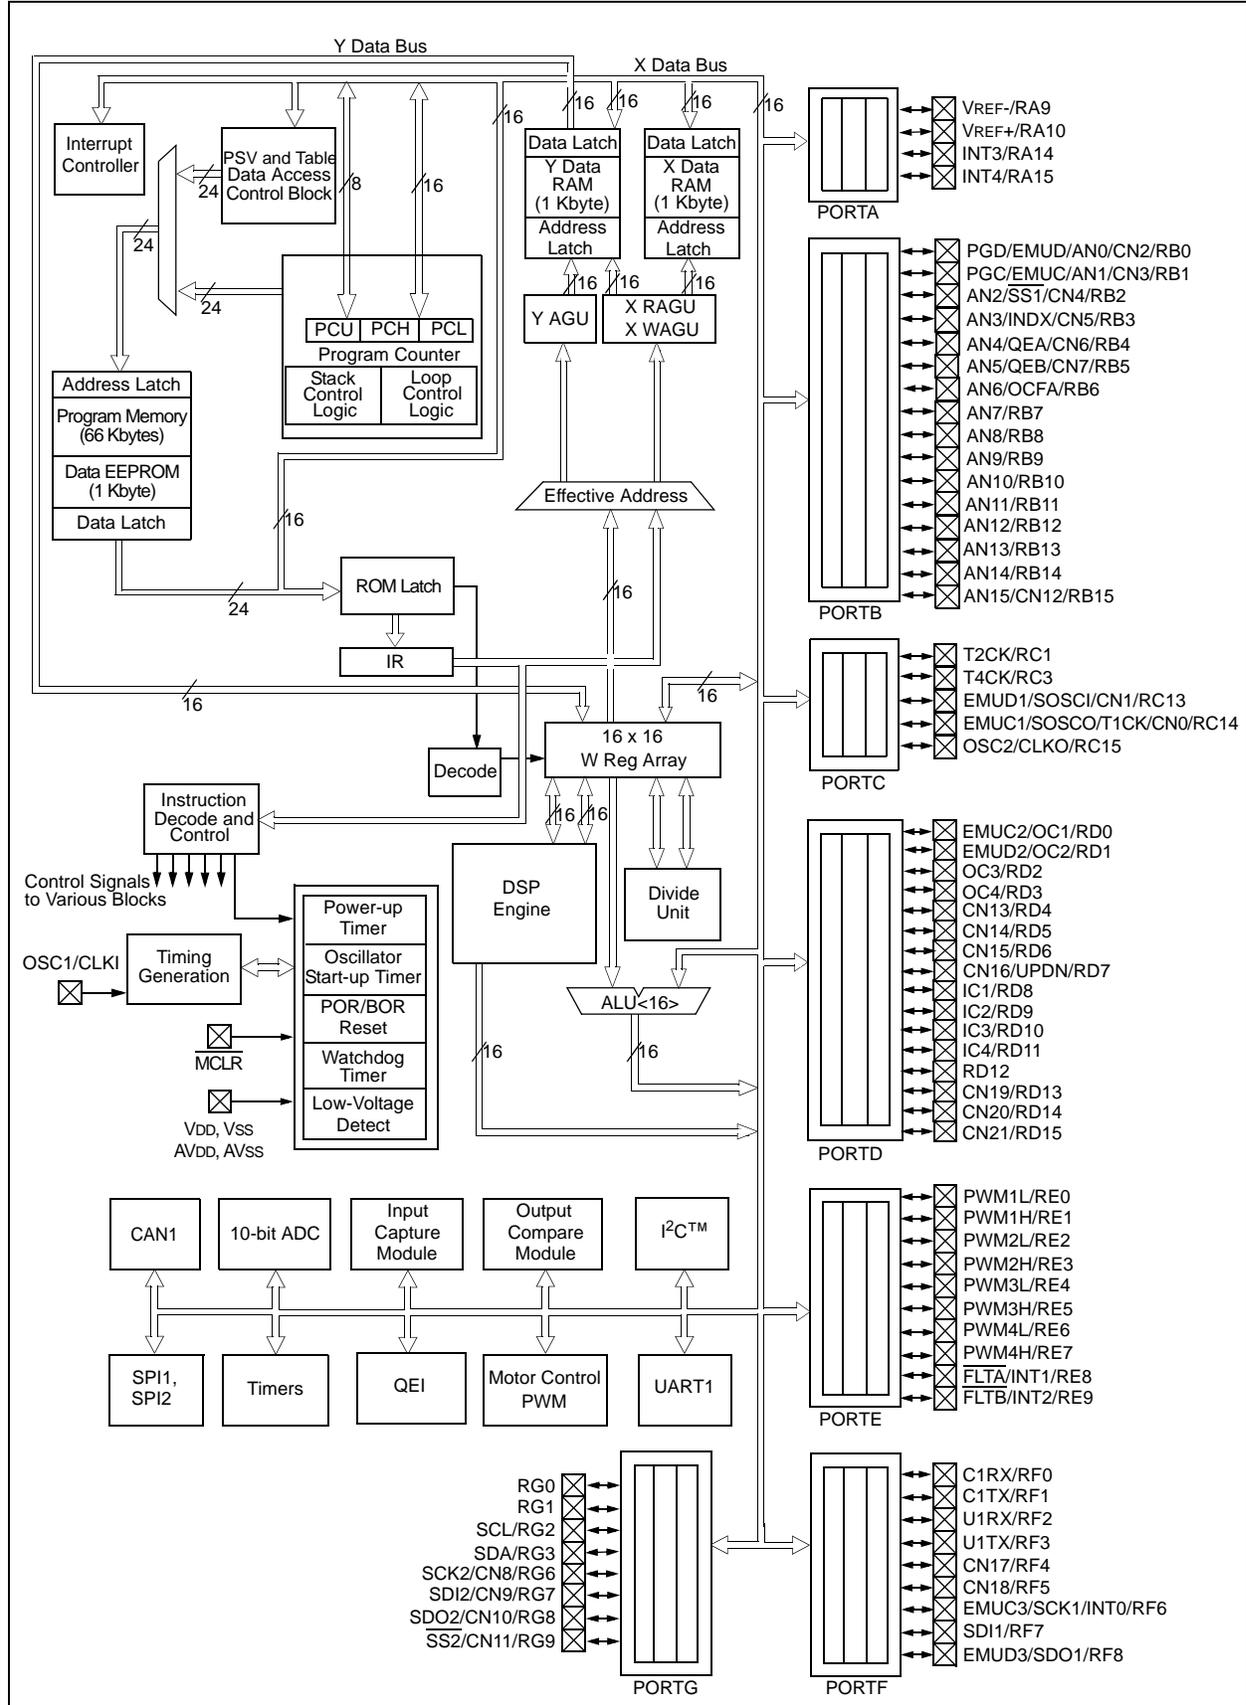 Y Data Bus
X Data Bus
16
16
16
16
16
16
8
16
Interrupt
Controller
PSV and Table
Data Access
Control Block
24
24
24
Data Latch
Y Data
RAM
(1 Kbyte)
Address
Latch
Data Latch
X Data
RAM
(1 Kbyte)
Address
Latch
16
16
16
Y AGU
X RAGU
X WAGU
PCU
PCH
PCL
Program Counter
Stack
Control
Logic
Loop
Control
Logic
Address Latch
Program Memory
(66 Kbytes)
Data EEPROM
(1 Kbyte)
Data Latch
Effective Address
16
24
ROM Latch
16
IR
16
16
16 x 16
W Reg Array
Decode
Instruction
Decode and
Control
16
16
Control Signals
to Various Blocks
DSP
Engine
Divide
Unit
Power-up
Timer
Oscillator
Start-up Timer
POR/BOR
Reset
Watchdog
Timer
Low-Voltage
Detect
OSC1/CLKI
Timing
Generation
MCLR
VDD, VSS
AVDD, AVSS
ALU<16>
16
16
CAN1
10-bit ADC
Input
Capture
Module
Output
Compare
Module
I2C™
SPI1,
SPI2
Timers
QEI
Motor Control
PWM
UART1
VREF-/RA9
VREF+/RA10
INT3/RA14
INT4/RA15
PORTA
PGD/EMUD/AN0/CN2/RB0
PGC/EMUC/AN1/CN3/RB1
AN2/SS1/CN4/RB2
AN3/INDX/CN5/RB3
AN4/QEA/CN6/RB4
AN5/QEB/CN7/RB5
AN6/OCFA/RB6
AN7/RB7
AN8/RB8
AN9/RB9
AN10/RB10
AN11/RB11
AN12/RB12
AN13/RB13
AN14/RB14
AN15/CN12/RB15
PORTB
T2CK/RC1
T4CK/RC3
EMUD1/SOSCI/CN1/RC13
EMUC1/SOSCO/T1CK/CN0/RC14
OSC2/CLKO/RC15
PORTC
EMUC2/OC1/RD0
EMUD2/OC2/RD1
OC3/RD2
OC4/RD3
CN13/RD4
CN14/RD5
CN15/RD6
CN16/UPDN/RD7
IC1/RD8
IC2/RD9
IC3/RD10
IC4/RD11
RD12
CN19/RD13
CN20/RD14
CN21/RD15
PORTD
PWM1L/RE0
PWM1H/RE1
PWM2L/RE2
PWM2H/RE3
PWM3L/RE4
PWM3H/RE5
PWM4L/RE6
PWM4H/RE7
FLTA/INT1/RE8
FLTB/INT2/RE9
PORTE
RG0
RG1
SCL/RG2
SDA/RG3
SCK2/CN8/RG6
SDI2/CN9/RG7
SDO2/CN10/RG8
SS2/CN11/RG9
PORTG
C1RX/RF0
C1TX/RF1
U1RX/RF2
U1TX/RF3
CN17/RF4
CN18/RF5
EMUC3/SCK1/INT0/RF6
SDI1/RF7
EMUD3/SDO1/RF8
PORTF